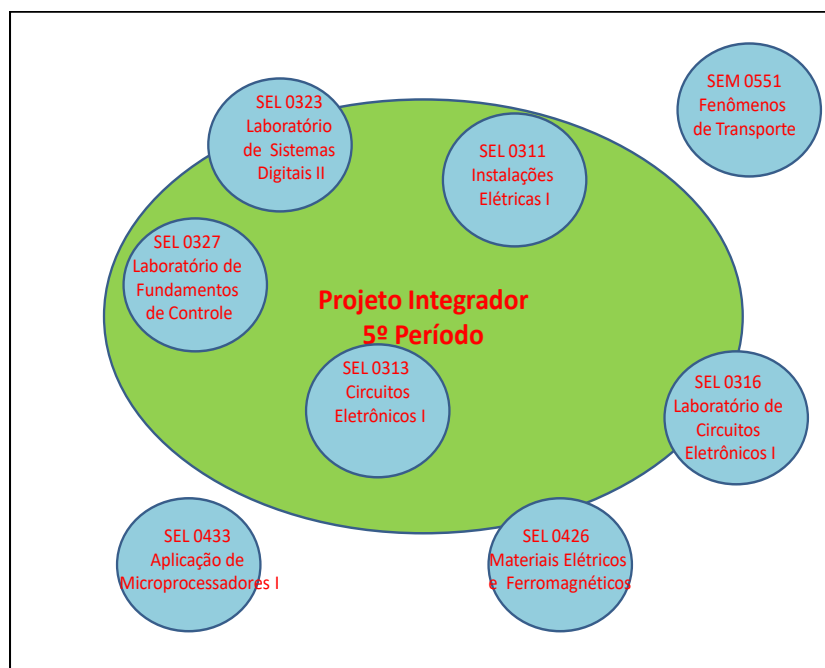 SEL 0323
Laboratório
de Sistemas
Digitais II
SEM 0551
Fenômenos
de Transporte
SEL 0311
Instalações
Elétricas I
SEL 0327
Laboratório de
Fundamentos
de Controle
Projeto Integrador
5º Período
SEL 0313
Circuitos
Eletrônicos I
SEL 0316
Laboratório de
Circuitos
Eletrônicos I
SEL 0433
Aplicação de
Microprocessadores I
SEL 0426
Materiais Elétricos
e Ferromagnéticos